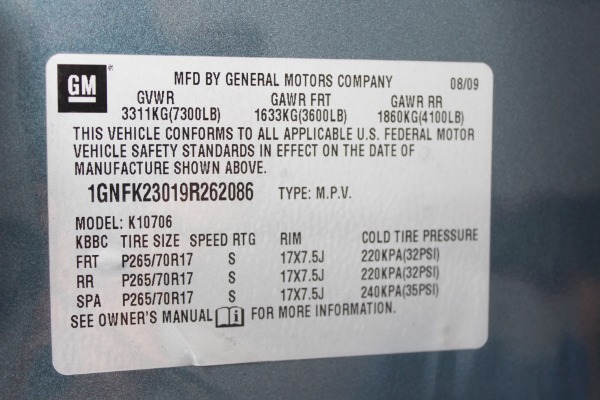 GM
MFD BY GENERAL MOTORS COMPANY 08/09
GVWR GAWR FRT GAWR RR
3311KG(7300LB) 1633KG(3600LB) 1860KG(4100LB)
THIS VEHICLE CONFORMS TO ALL APPLICABLE U.S. FEDERAL MOTOR
VEHICLE SAFETY STANDARDS IN EFFECT ON THE DATE OF
MANUFACTURE SHOWN ABOVE.
1GNFK23019R262086 TYPE: M.P.V.
MODEL: K10706
KBBC TIRE SIZE SPEED RTG RIM COLD TIRE PRESSURE
FRT P265/70R17 S 17X7.5J 220KPA(32PSI)
RR P265/70R17 S 17X7.5J 220KPA(32PSI)
SPA P265/70R17 S 17X7.5J 240KPA(35PSI)
SEE OWNER'S MANUAL i FOR MORE INFORMATION.